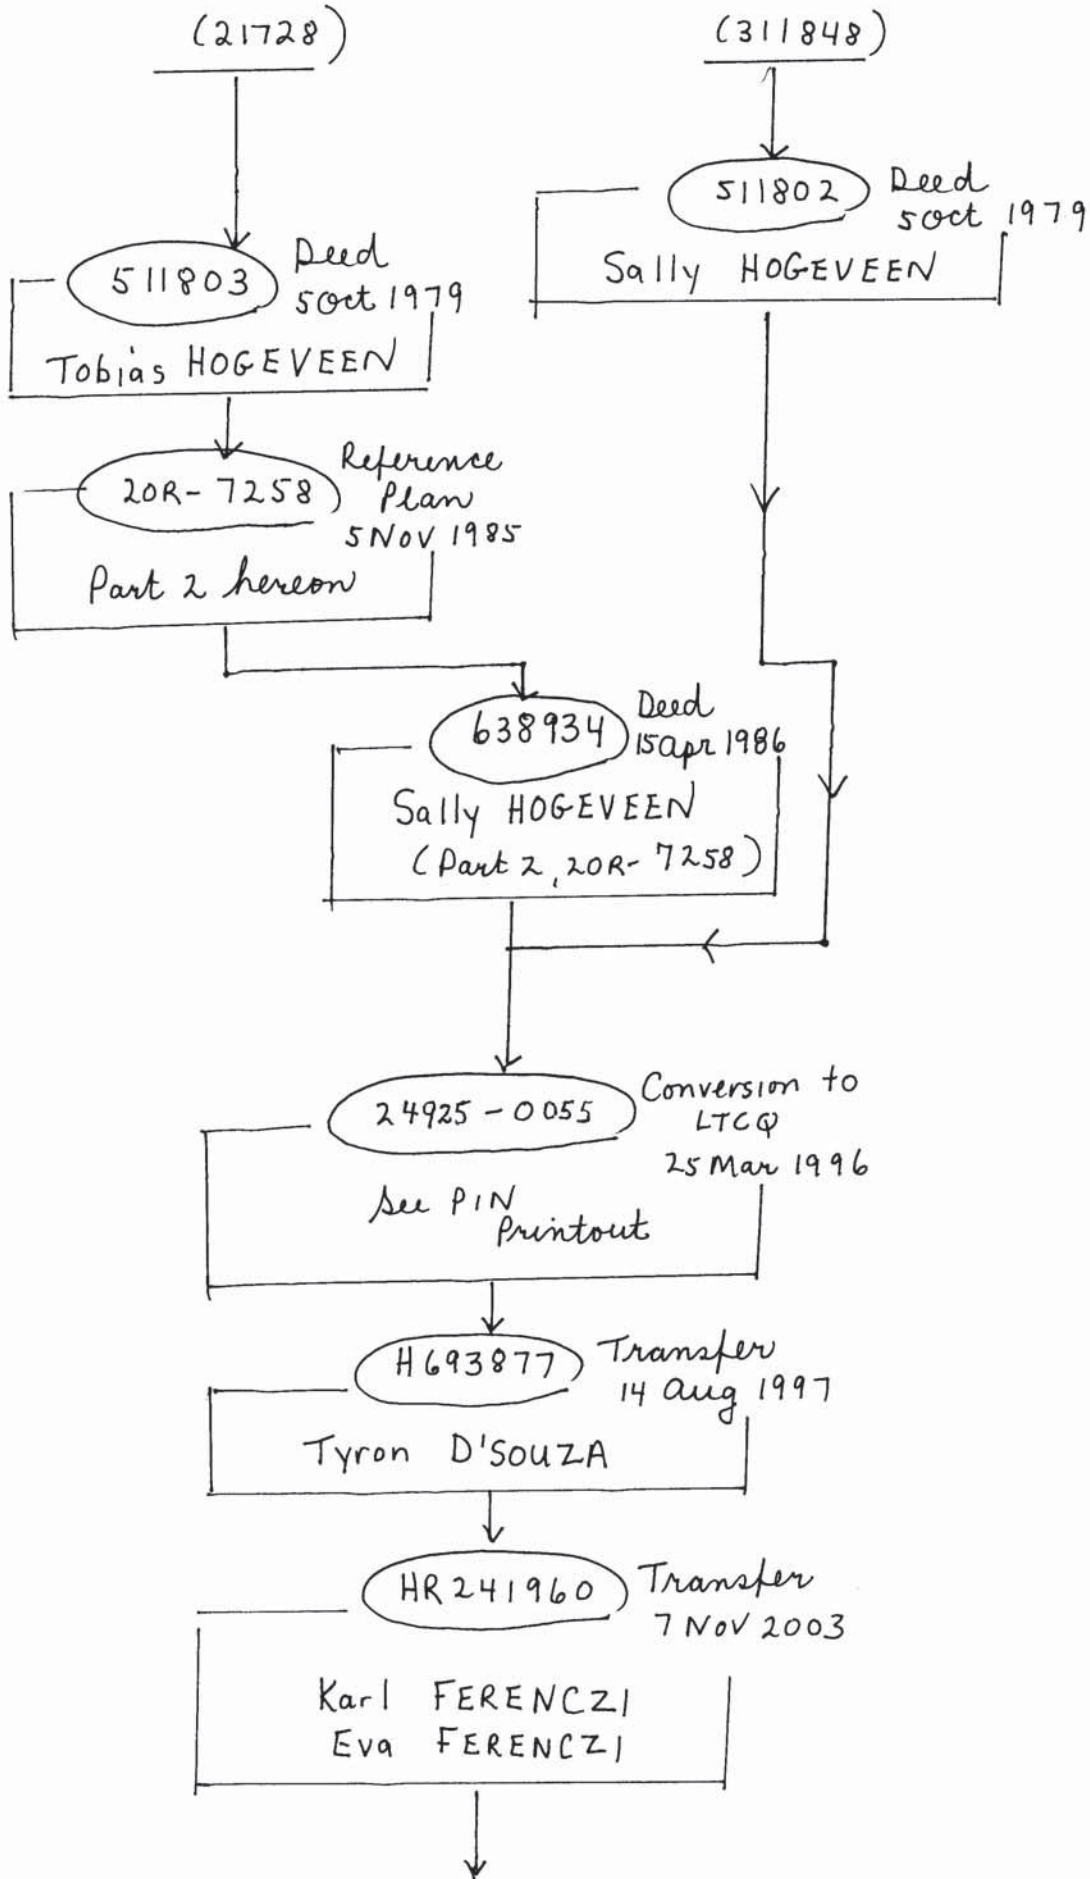 (21728)
(311848)
511802
Deed
5 Oct 1979
Sally HOGEVEEN
511803
Deed
5 Oct 1979
Tobias HOGEVEEN
20R-7258
Reference
Plan
5 Nov 1985
Part 2 hereon
638934
Deed
15 Apr 1986
Sally HOGEVEEN
(Part 2, 20R-7258)
24925-0055
Conversion to
LTCQ
25 Mar 1996
See PIN
Printout
H693877
Transfer
14 Aug 1997
Tyron D'SOUZA
HR241960
Transfer
7 Nov 2003
Karl FERENCZI
Eva FERENCZI